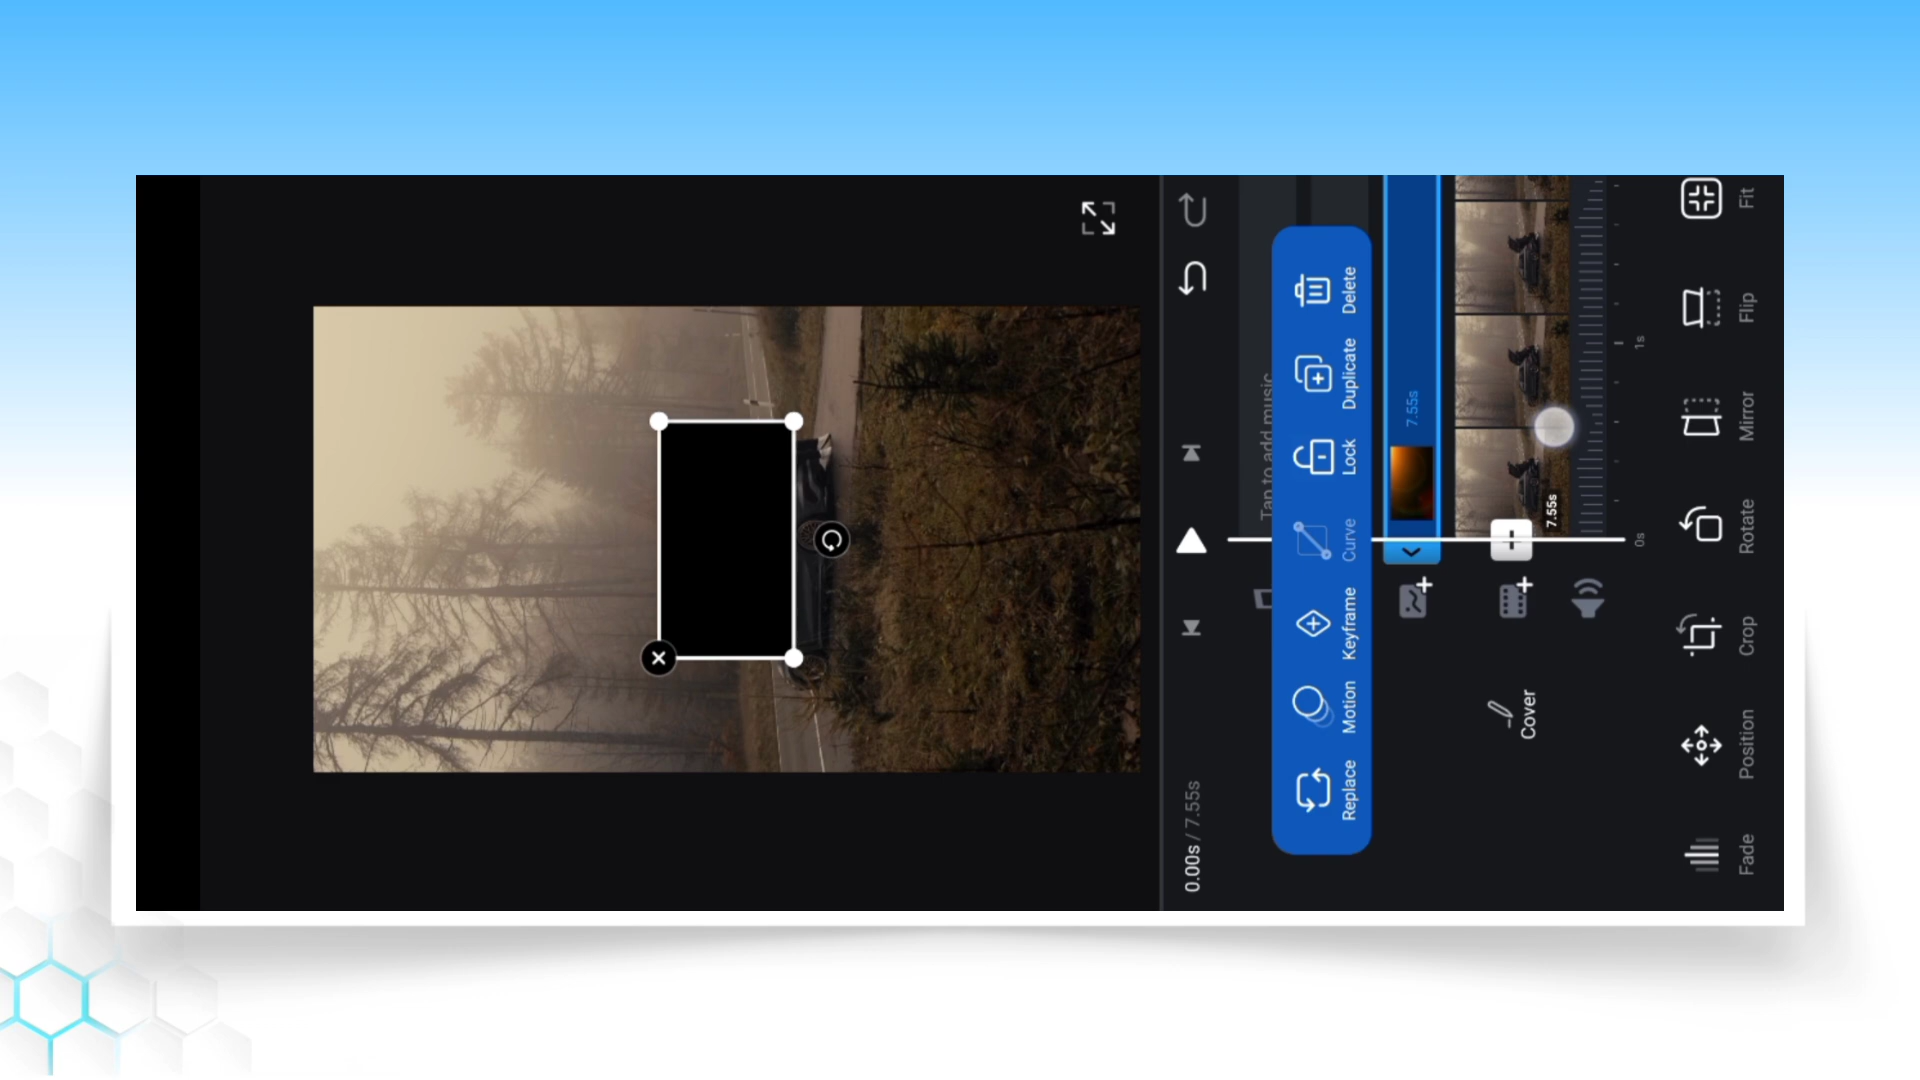 0.00s / 7.55s
Tap to add music
Replace
Motion
Keyframe
Curve
Lock
Duplicate
Delete
7.55s
Cover
7.55s
0s
1s
Fade
Position
Crop
Rotate
Mirror
Flip
Fit